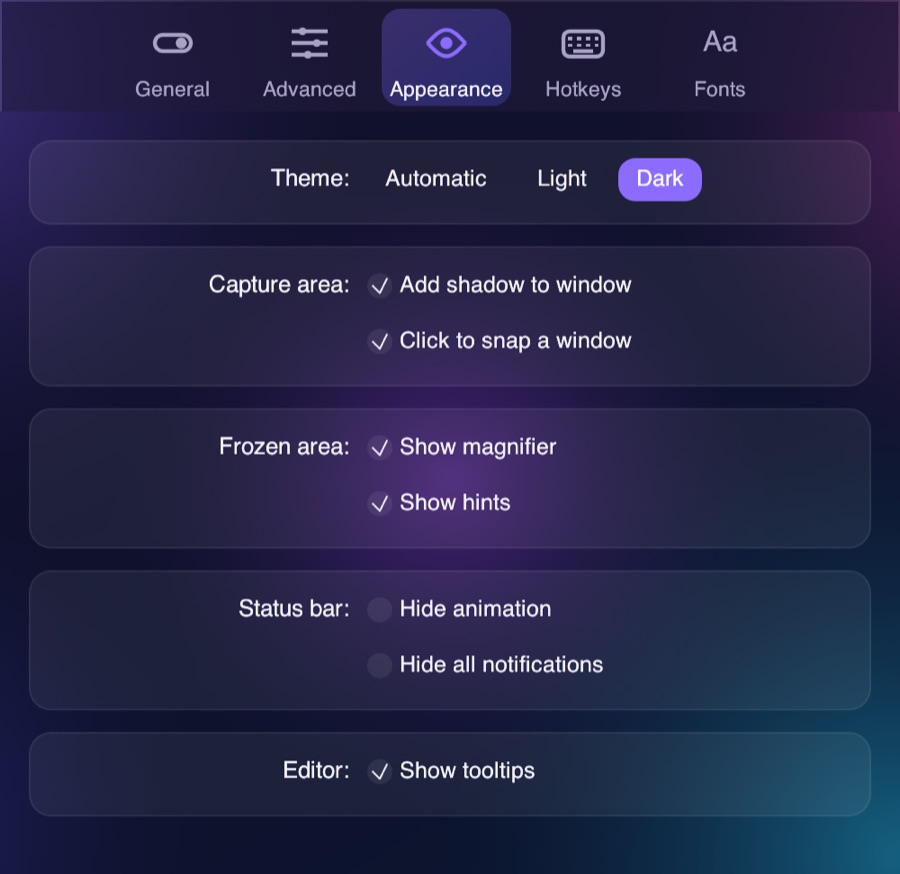 General Advanced Appearance Hotkeys Aa Fonts
Theme: Automatic Light Dark
Capture area: Add shadow to window
Click to snap a window
Frozen area: Show magnifier
Show hints
Status bar: Hide animation
Hide all notifications
Editor: Show tooltips